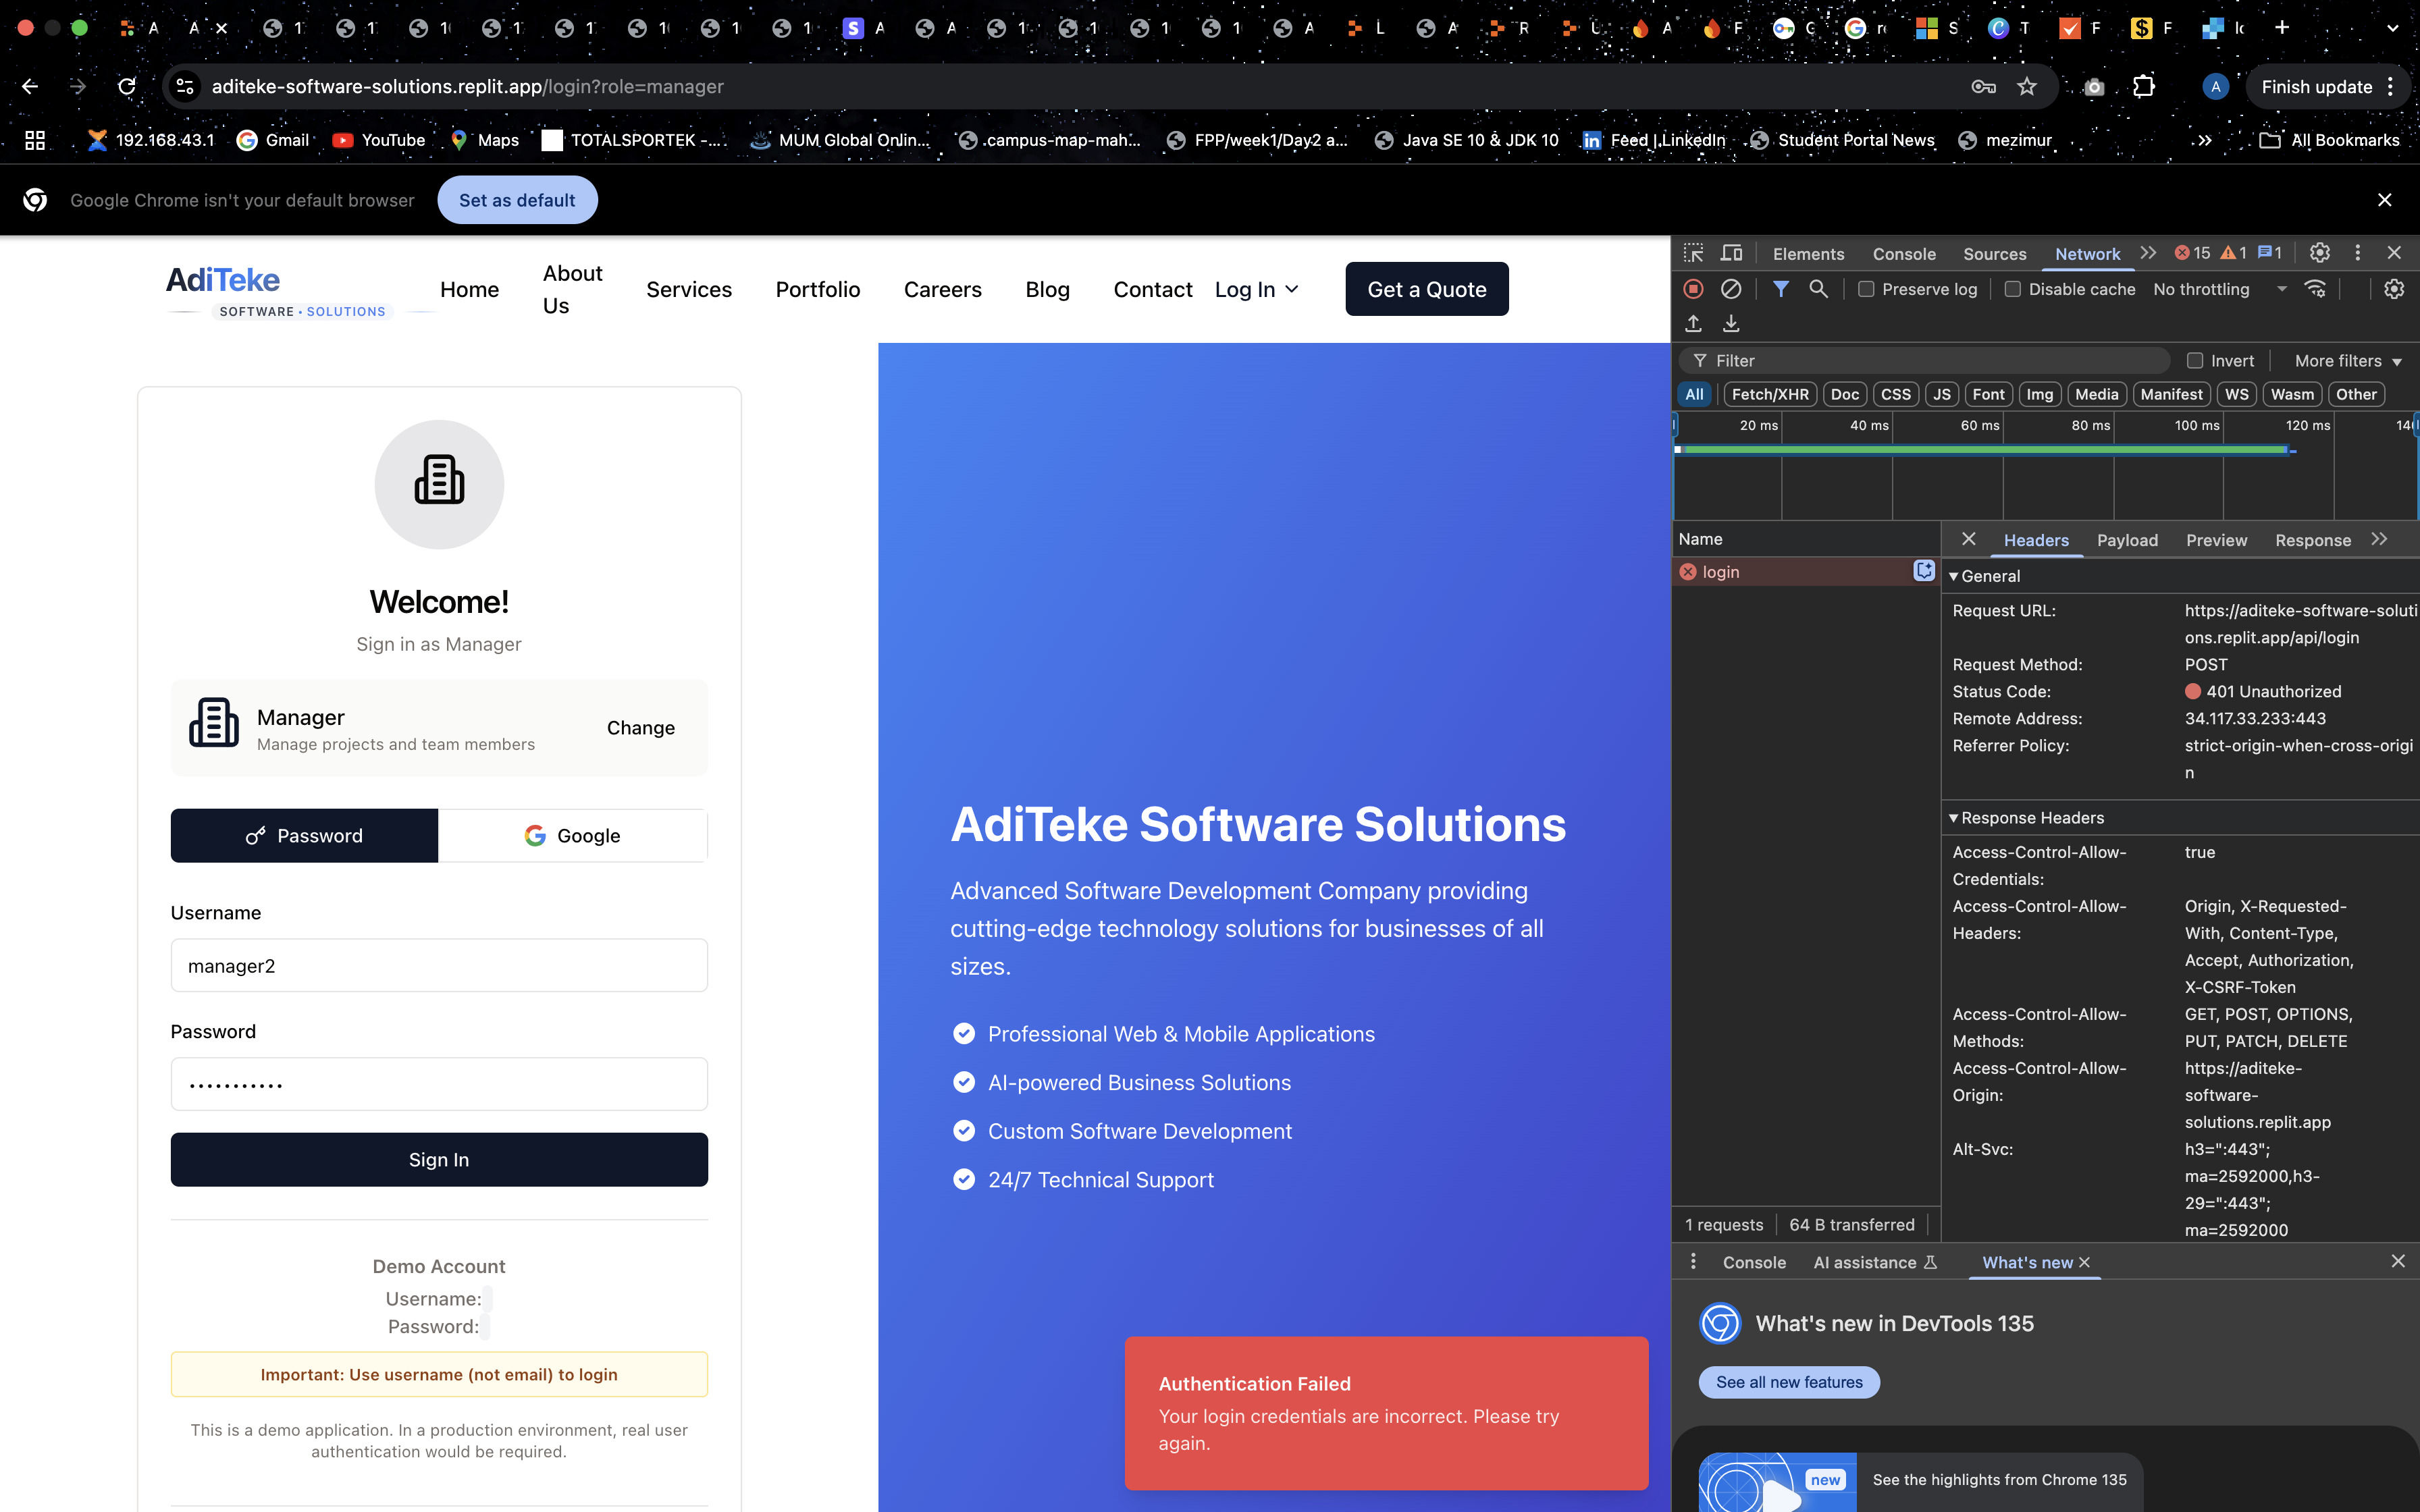 A
A
1
1
1
1
1
1
1
1
A
A
1
1
1
1
A
L
A
R
U
A
F
C
S
T
F
F
aditeke-software-solutions.replit.app/login?role=manager
A
Finish update
192.168.43.1
Gmail
YouTube
Maps
TOTALSPORTEK -....
MUM Global Onlin...
campus-map-mah...
FPP/week1/Day2 a...
Java SE 10 & JDK 10
Feed | LinkedIn
Student Portal News
mezimur
All Bookmarks
Google Chrome isn't your default browser
Set as default
AdiTeke
SOFTWARE • SOLUTIONS
Home
About
Us
Services
Portfolio
Careers
Blog
Contact
Log In
Get a Quote
Welcome!
Sign in as Manager
Manager
Manage projects and team members
Change
Password
Google
Username
manager2
Password
•••••••••••
Sign In
Demo Account
Username:
Password:
Important: Use username (not email) to login
This is a demo application. In a production environment, real user
authentication would be required.
AdiTeke Software Solutions
Advanced Software Development Company providing
cutting-edge technology solutions for businesses of all
sizes.
Professional Web & Mobile Applications
AI-powered Business Solutions
Custom Software Development
24/7 Technical Support
Authentication Failed
Your login credentials are incorrect. Please try
again.
Elements
Console
Sources
Network
15
1
1
Preserve log
Disable cache
No throttling
Filter
Invert
More filters
All
Fetch/XHR
Doc
CSS
JS
Font
Img
Media
Manifest
WS
Wasm
Other
20 ms
40 ms
60 ms
80 ms
100 ms
120 ms
Name
login
Headers
Payload
Preview
Response
General
Request URL:
https://aditeke-software-soluti
ons.replit.app/api/login
Request Method:
POST
Status Code:
401 Unauthorized
Remote Address:
34.117.33.233:443
Referrer Policy:
strict-origin-when-cross-origi
n
Response Headers
Access-Control-Allow-
Credentials:
true
Access-Control-Allow-
Headers:
Origin, X-Requested-
With, Content-Type,
Accept, Authorization,
X-CSRF-Token
Access-Control-Allow-
Methods:
GET, POST, OPTIONS,
PUT, PATCH, DELETE
Access-Control-Allow-
Origin:
https://aditeke-
software-
solutions.replit.app
Alt-Svc:
h3=":443";
ma=2592000,h3-
29=":443";
ma=2592000
1 requests
64 B transferred
Console
AI assistance
What's new
What's new in DevTools 135
See all new features
new
See the highlights from Chrome 135